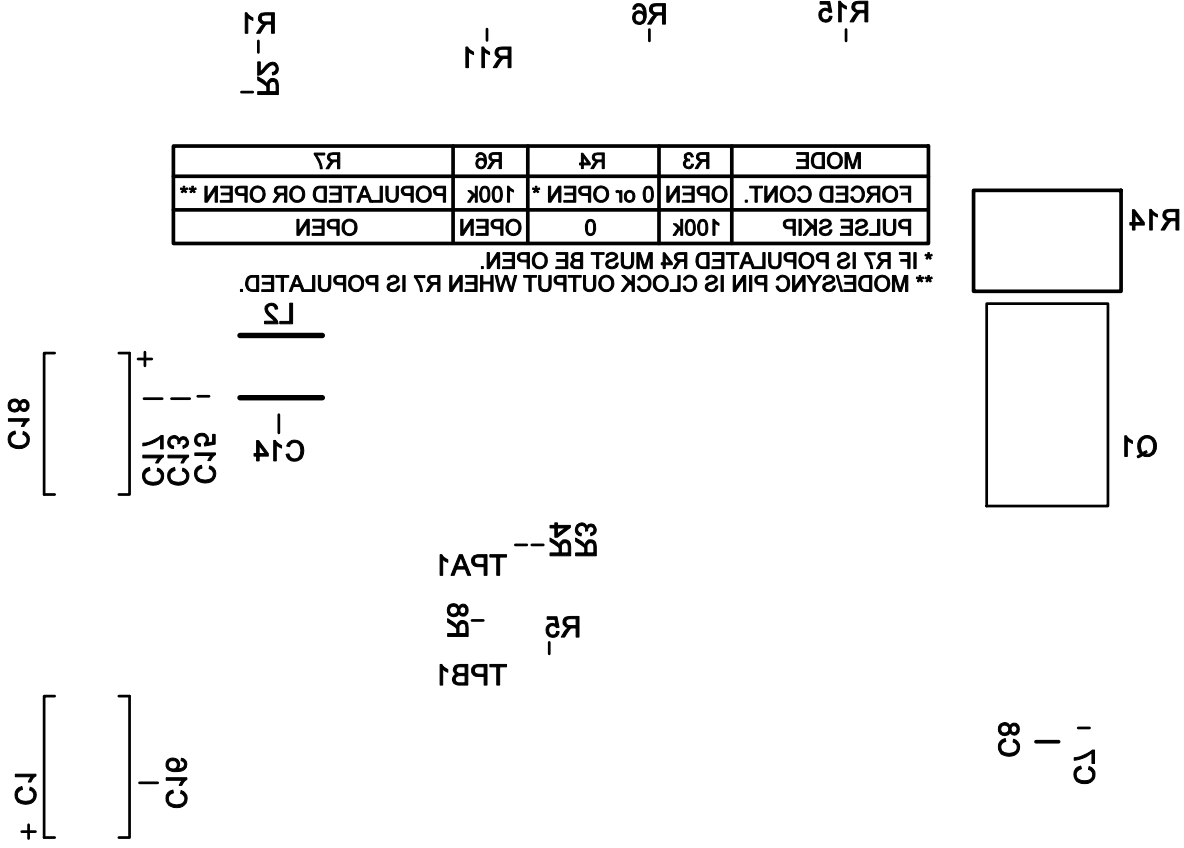 R1
R2
R11
R6
R15
MODE R3 R4 R6 R7
FORCED CONT. OPEN 0 or OPEN * 100k POPULATED OR OPEN **
PULSE SKIP 100k 0 OPEN OPEN
* IF R7 IS POPULATED R4 MUST BE OPEN.
** MODE/SYNC PIN IS CLOCK OUTPUT WHEN R7 IS POPULATED.
R14
L2
+
C18
C17
C13
C15
C14
Q1
R4
R3
TPA1
R8
R5
TPB1
C8
C7
C1
+
C16